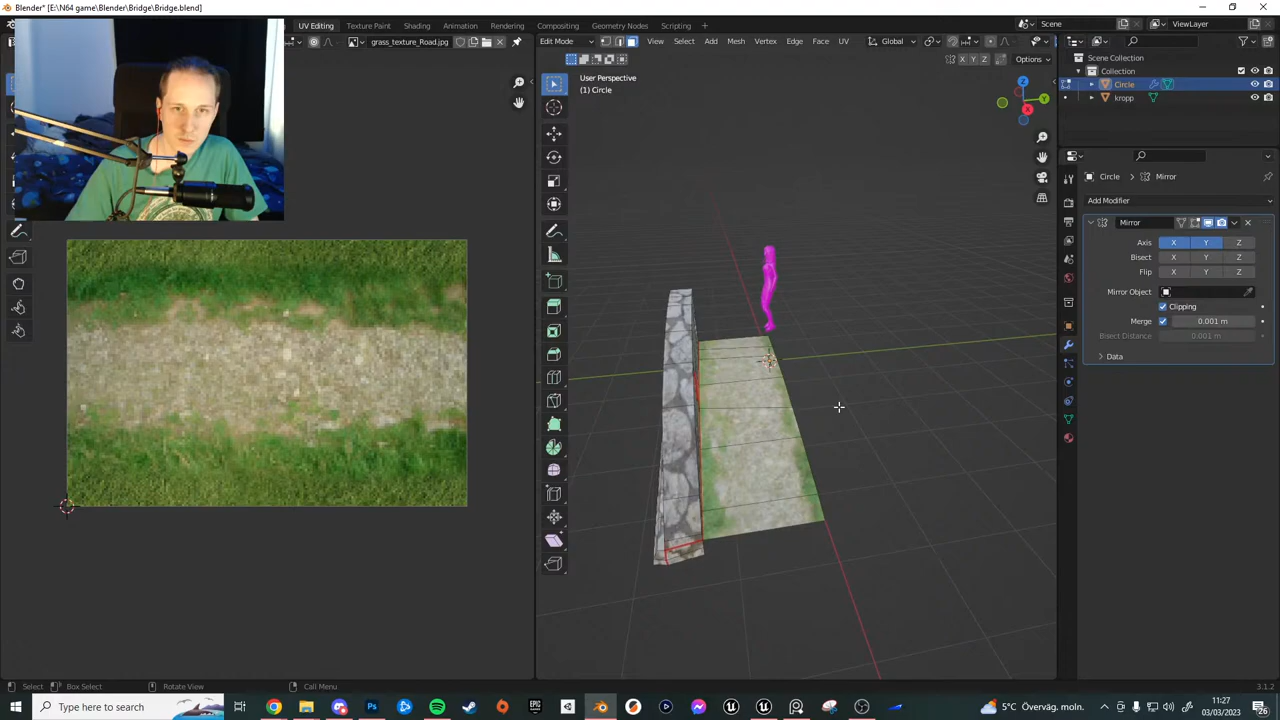 Blender* [E:\N64 game\Blender\Bridge\Bridge.blend]
UV Editing
Texture Paint
Shading
Animation
Rendering
Compositing
Geometry Nodes
Scripting
+
Scene
ViewLayer
grass_texture_Road.jpg
Edit Mode
View
Select
Add
Mesh
Vertex
Edge
Face
UV
Global
X Y Z
Options
User Perspective
(1) Circle
Z
Y
X
Scene Collection
Collection
Circle
kropp
Circle
Mirror
Add Modifier
Mirror
Axis X Y Z
Bisect X Y Z
Flip X Y Z
Mirror Object
Clipping
Merge 0.001 m
Bisect Distance 0.001 m
Data
Select
Box Select
Rotate View
Call Menu
3.1.2
Type here to search
5°C Överväg. moln.
11:27
03/03/2023